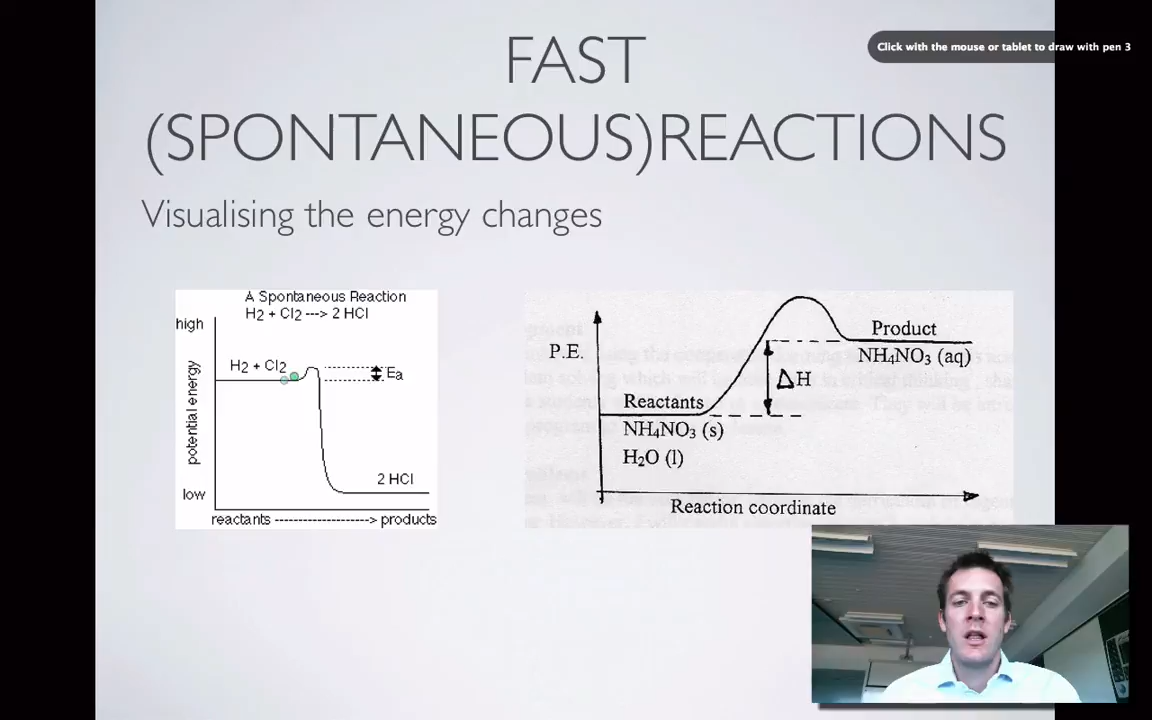 Click with the mouse or tablet to draw with pen 3
FAST
(SPONTANEOUS)REACTIONS
Visualising the energy changes
A Spontaneous Reaction
H2 + Cl2 ---> 2 HCl
high
H2 + Cl2
Ea
potential energy
2 HCl
low
reactants -----------------> products
P.E.
Product
NH4NO3 (aq)
ΔH
Reactants
NH4NO3 (s)
H2O (l)
Reaction coordinate